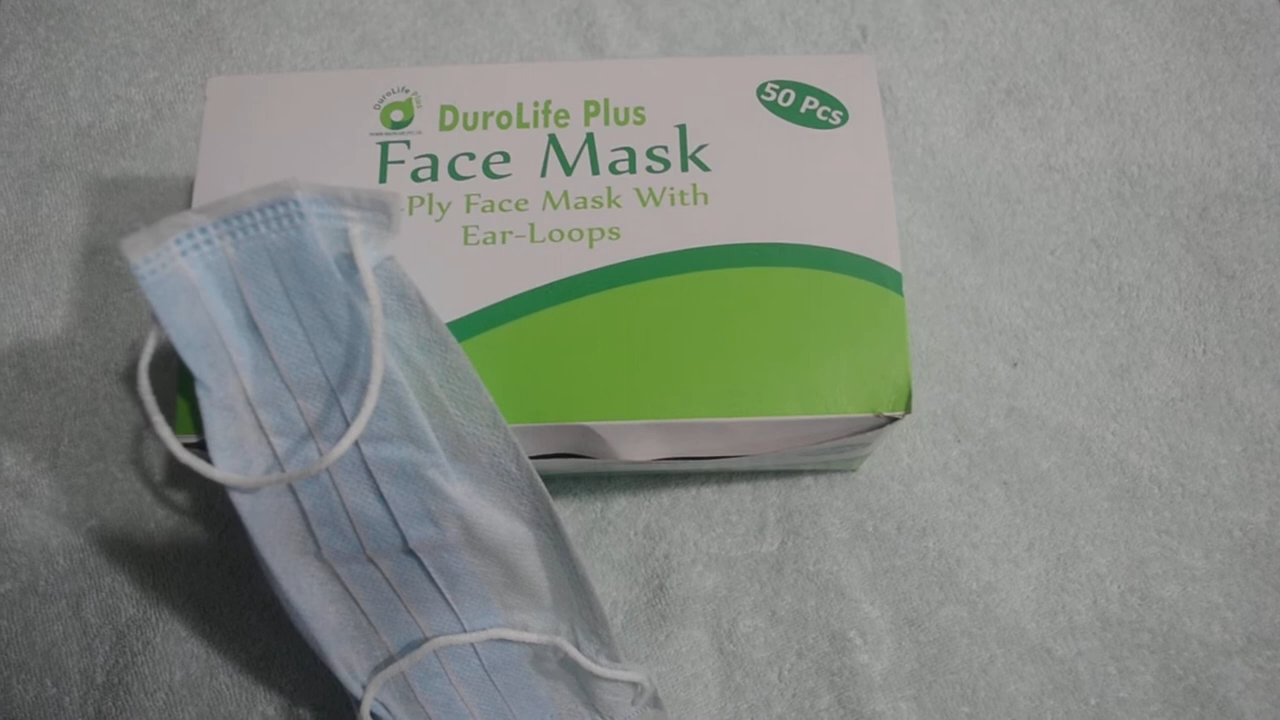 DuroLife Plus
DuroLife Plus
50 Pcs
Face Mask
-Ply Face Mask With
Ear-Loops